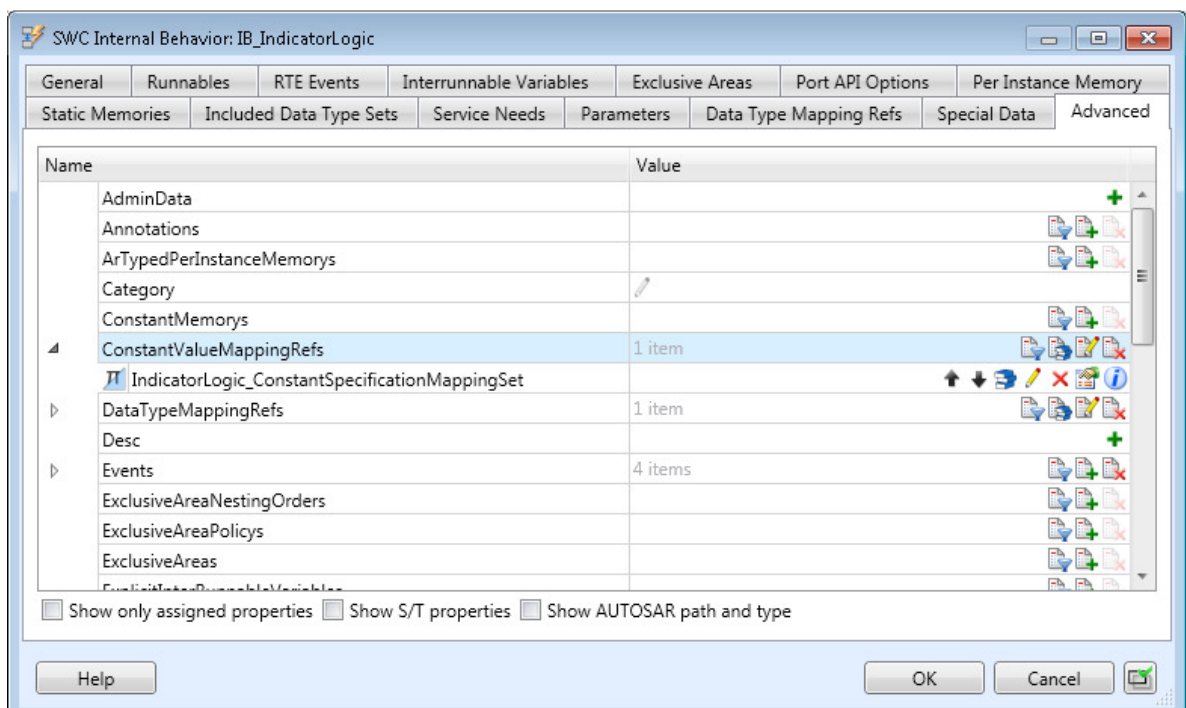 SWC Internal Behavior: IB_IndicatorLogic
General Runnables RTE Events Interrunnable Variables Exclusive Areas Port API Options Per Instance Memory
Static Memories Included Data Type Sets Service Needs Parameters Data Type Mapping Refs Special Data Advanced
Name Value
AdminData
Annotations
ArTypedPerInstanceMemorys
Category
ConstantMemorys
ConstantValueMappingRefs 1 item
IndicatorLogic_ConstantSpecificationMappingSet
DataTypeMappingRefs 1 item
Desc
Events 4 items
ExclusiveAreaNestingOrders
ExclusiveAreaPolicys
ExclusiveAreas
Show only assigned properties Show S/T properties Show AUTOSAR path and type
Help OK Cancel